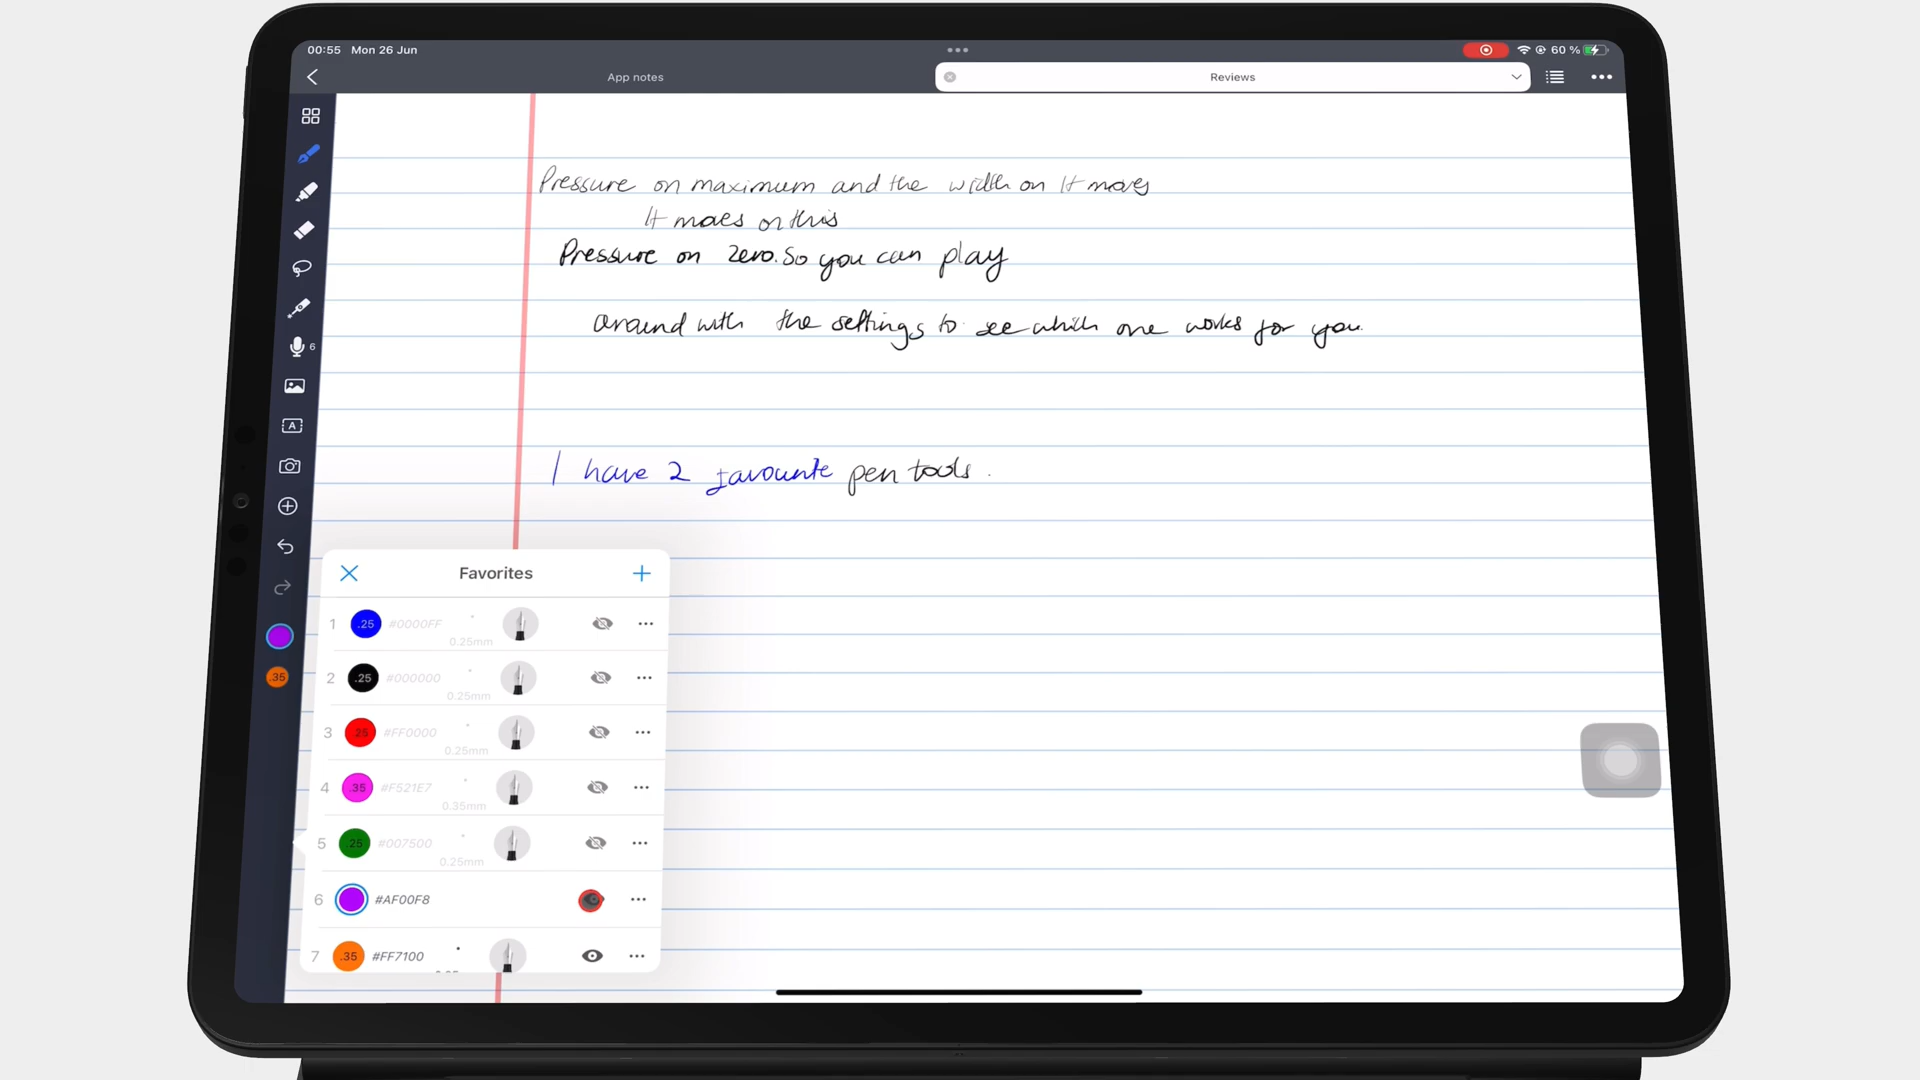 00:55 Mon 26 Jun
60 %
App notes
Reviews
Pressure on maximum and the width on It moves
It moes on this
Pressure on Zero. So you can play
around with the settings to see which one works for you.
6
I have 2 favourite pen tools.
Favorites
1 .25 #0000FF 0.25mm
2 .25 #000000 0.25mm
.35
3 .25 #FF0000 0.25mm
4 .35 #F521E7 0.35mm
5 .25 #007500 0.25mm
6 #AF00F8
7 .35 #FF7100